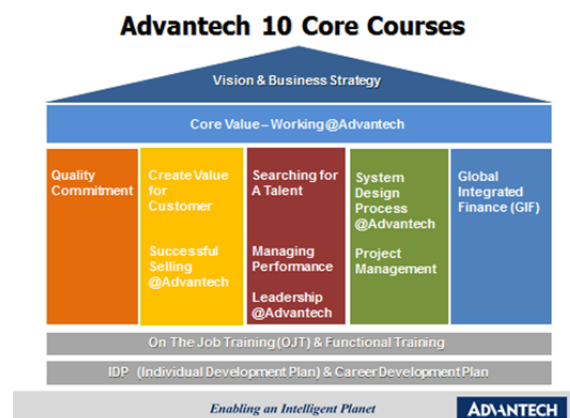 Advantech 10 Core Courses
Vision & Business Strategy
Core Value – Working @Advantech
Quality
Commitment
Create Value
for
Customer
Successful
Selling
@Advantech
Searching for
A Talent
Managing
Performance
Leadership
@Advantech
System
Design
Process
@Advantech
Project
Management
Global
Integrated
Finance (GIF)
On The Job Training (OJT) & Functional Training
IDP (Individual Development Plan) & Career Development Plan
Enabling an Intelligent Planet
ADVANTECH